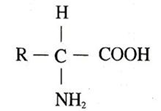 H
R – C – COOH
NH₂